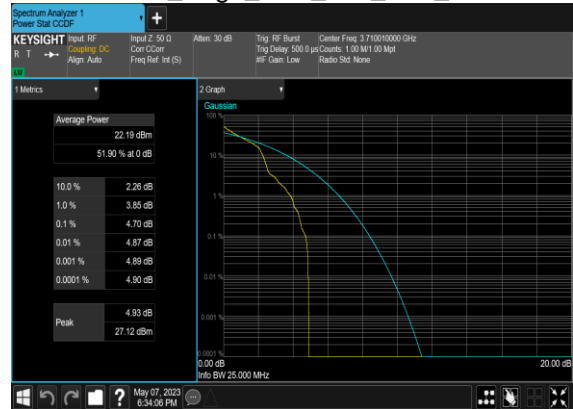 Spectrum Analyzer 1
Power Stat CCDF
+
KEYSIGHT
R T
LU
Input: RF
Coupling: DC
Align: Auto
Input Z: 50 Ω
Corr CCorr
Freq Ref: Int (S)
Atten: 30 dB
Trig: RF Burst
Trig Delay: 500.0 µs
#IF Gain: Low
Center Freq: 3.710010000 GHz
Counts: 1.00 M/1.00 Mpt
Radio Std: None
1 Metrics
Average Power
22.19 dBm
51.90 % at 0 dB
10.0 % 2.26 dB
1.0 % 3.85 dB
0.1 % 4.70 dB
0.01 % 4.87 dB
0.001 % 4.89 dB
0.0001 % 4.90 dB
Peak
4.93 dB
27.12 dBm
2 Graph
Gaussian
100 %
10 %
1 %
0.1 %
0.01 %
0.001 %
0.0001 %
0.00 dB
20.00 dB
Info BW 25.000 MHz
?
May 07, 2023
6:34:06 PM